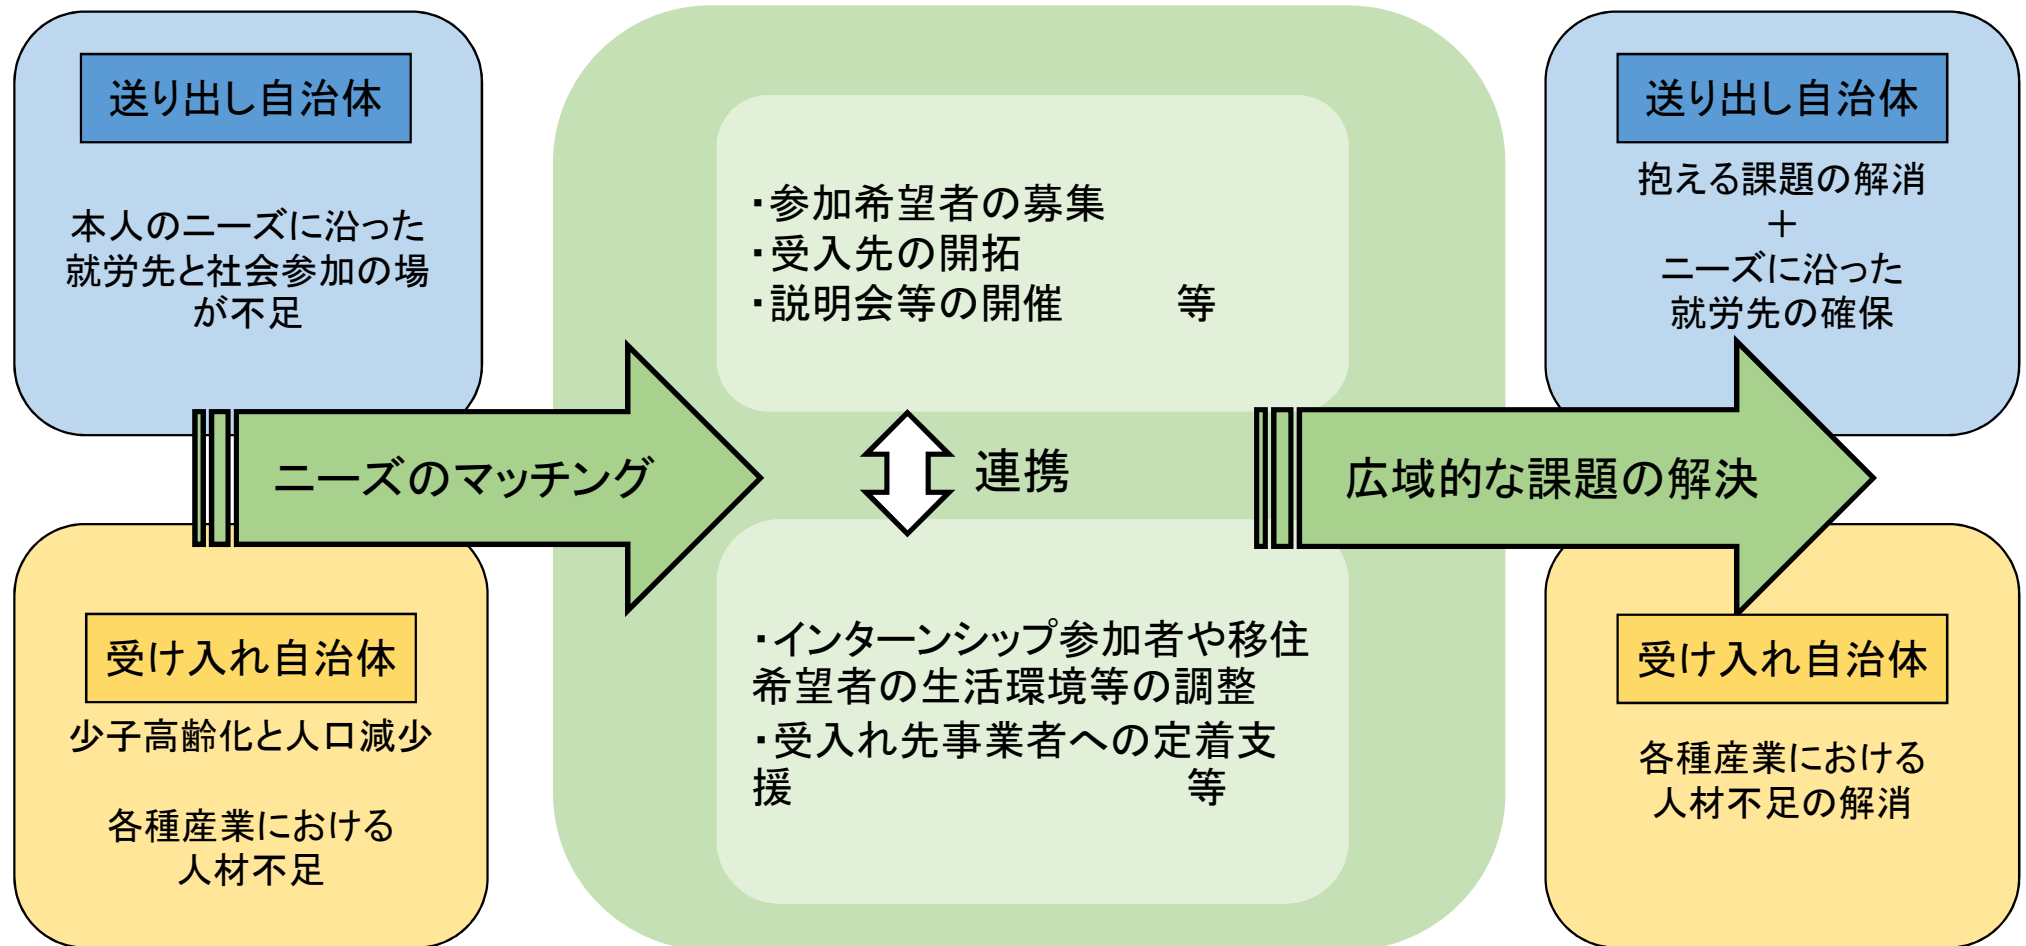 送り出し自治体
本人のニーズに沿った
就労先と社会参加の場
が不足
受け入れ自治体
少子高齢化と人口減少
各種産業における
人材不足
ニーズのマッチング
・参加希望者の募集
・受入先の開拓
・説明会等の開催 等
連携
・インターンシップ参加者や移住
希望者の生活環境等の調整
・受入れ先事業者への定着支
援 等
広域的な課題の解決
送り出し自治体
抱える課題の解消
＋
ニーズに沿った
就労先の確保
受け入れ自治体
各種産業における
人材不足の解消